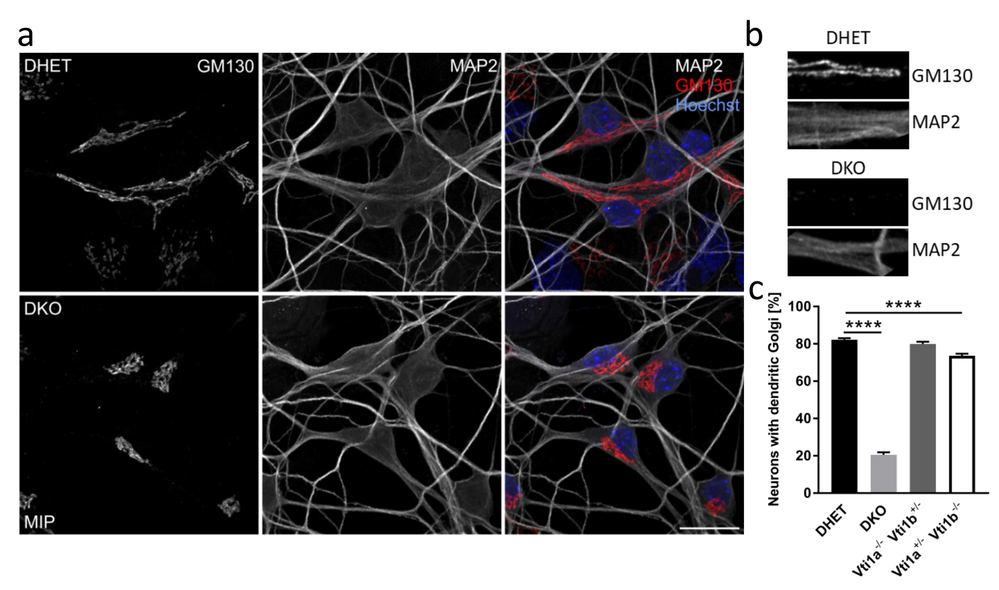 a
DHET
GM130
MAP2
MAP2
GM130
Hoechst
DKO
MIP
b
DHET
GM130
MAP2
DKO
GM130
MAP2
c
Neurons with dendritic Golgi [%]
100
80
60
40
20
0
****
****
DHET
DKO
Vti1a-/- Vti1b+/-
Vti1a+/- Vti1b-/-